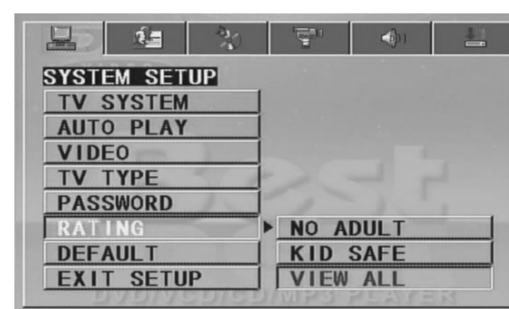 SYSTEM SETUP
TV SYSTEM
AUTO PLAY
VIDEO
TV TYPE
PASSWORD
RATING
NO ADULT
DEFAULT
KID SAFE
EXIT SETUP
VIEW ALL
Best
DVD/VCD/CD/MP3 PLAYER